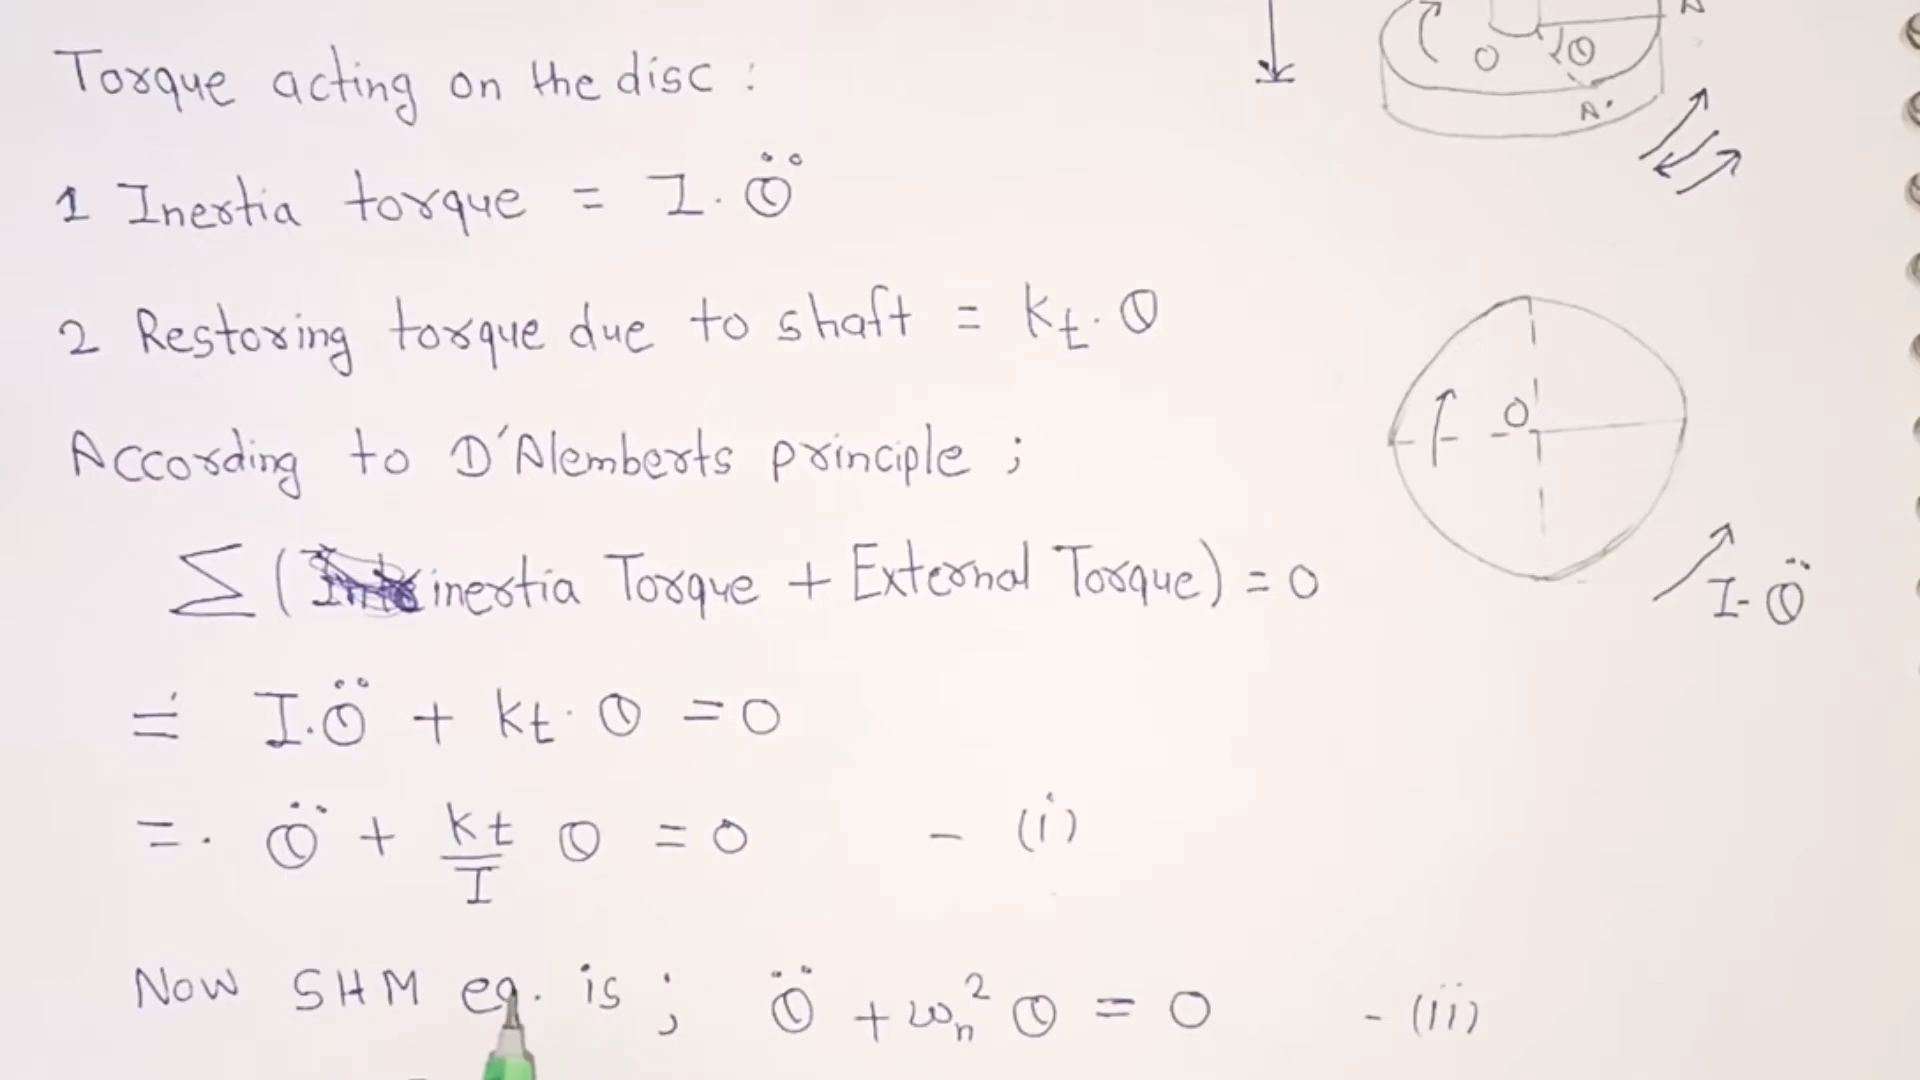 Torque acting on the disc :
A
O
θ
A'
1 Inertia torque = I. θ̈
2 Restoring torque due to shaft = Kt. θ
According to D'Alemberts principle ;
O
∑ ( inertia Torque + External Torque) = 0
I- θ̈
= I.θ̈ + Kt. θ = 0
=. θ̈ + Kt/I θ = 0 - (i)
Now SHM eq. is ; θ̈ + ωn² θ = 0 - (ii)